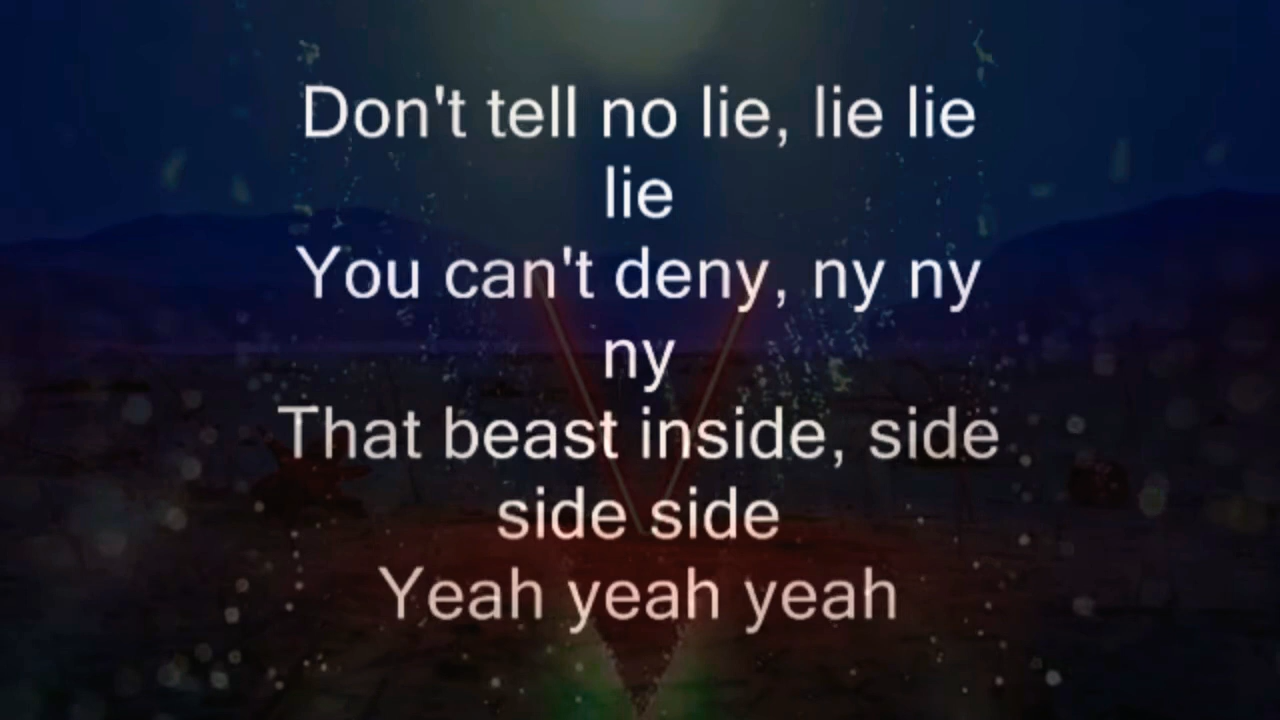 Don't tell no lie, lie lie
lie
You can't deny, ny ny
ny
That beast inside, side
side side
Yeah yeah yeah